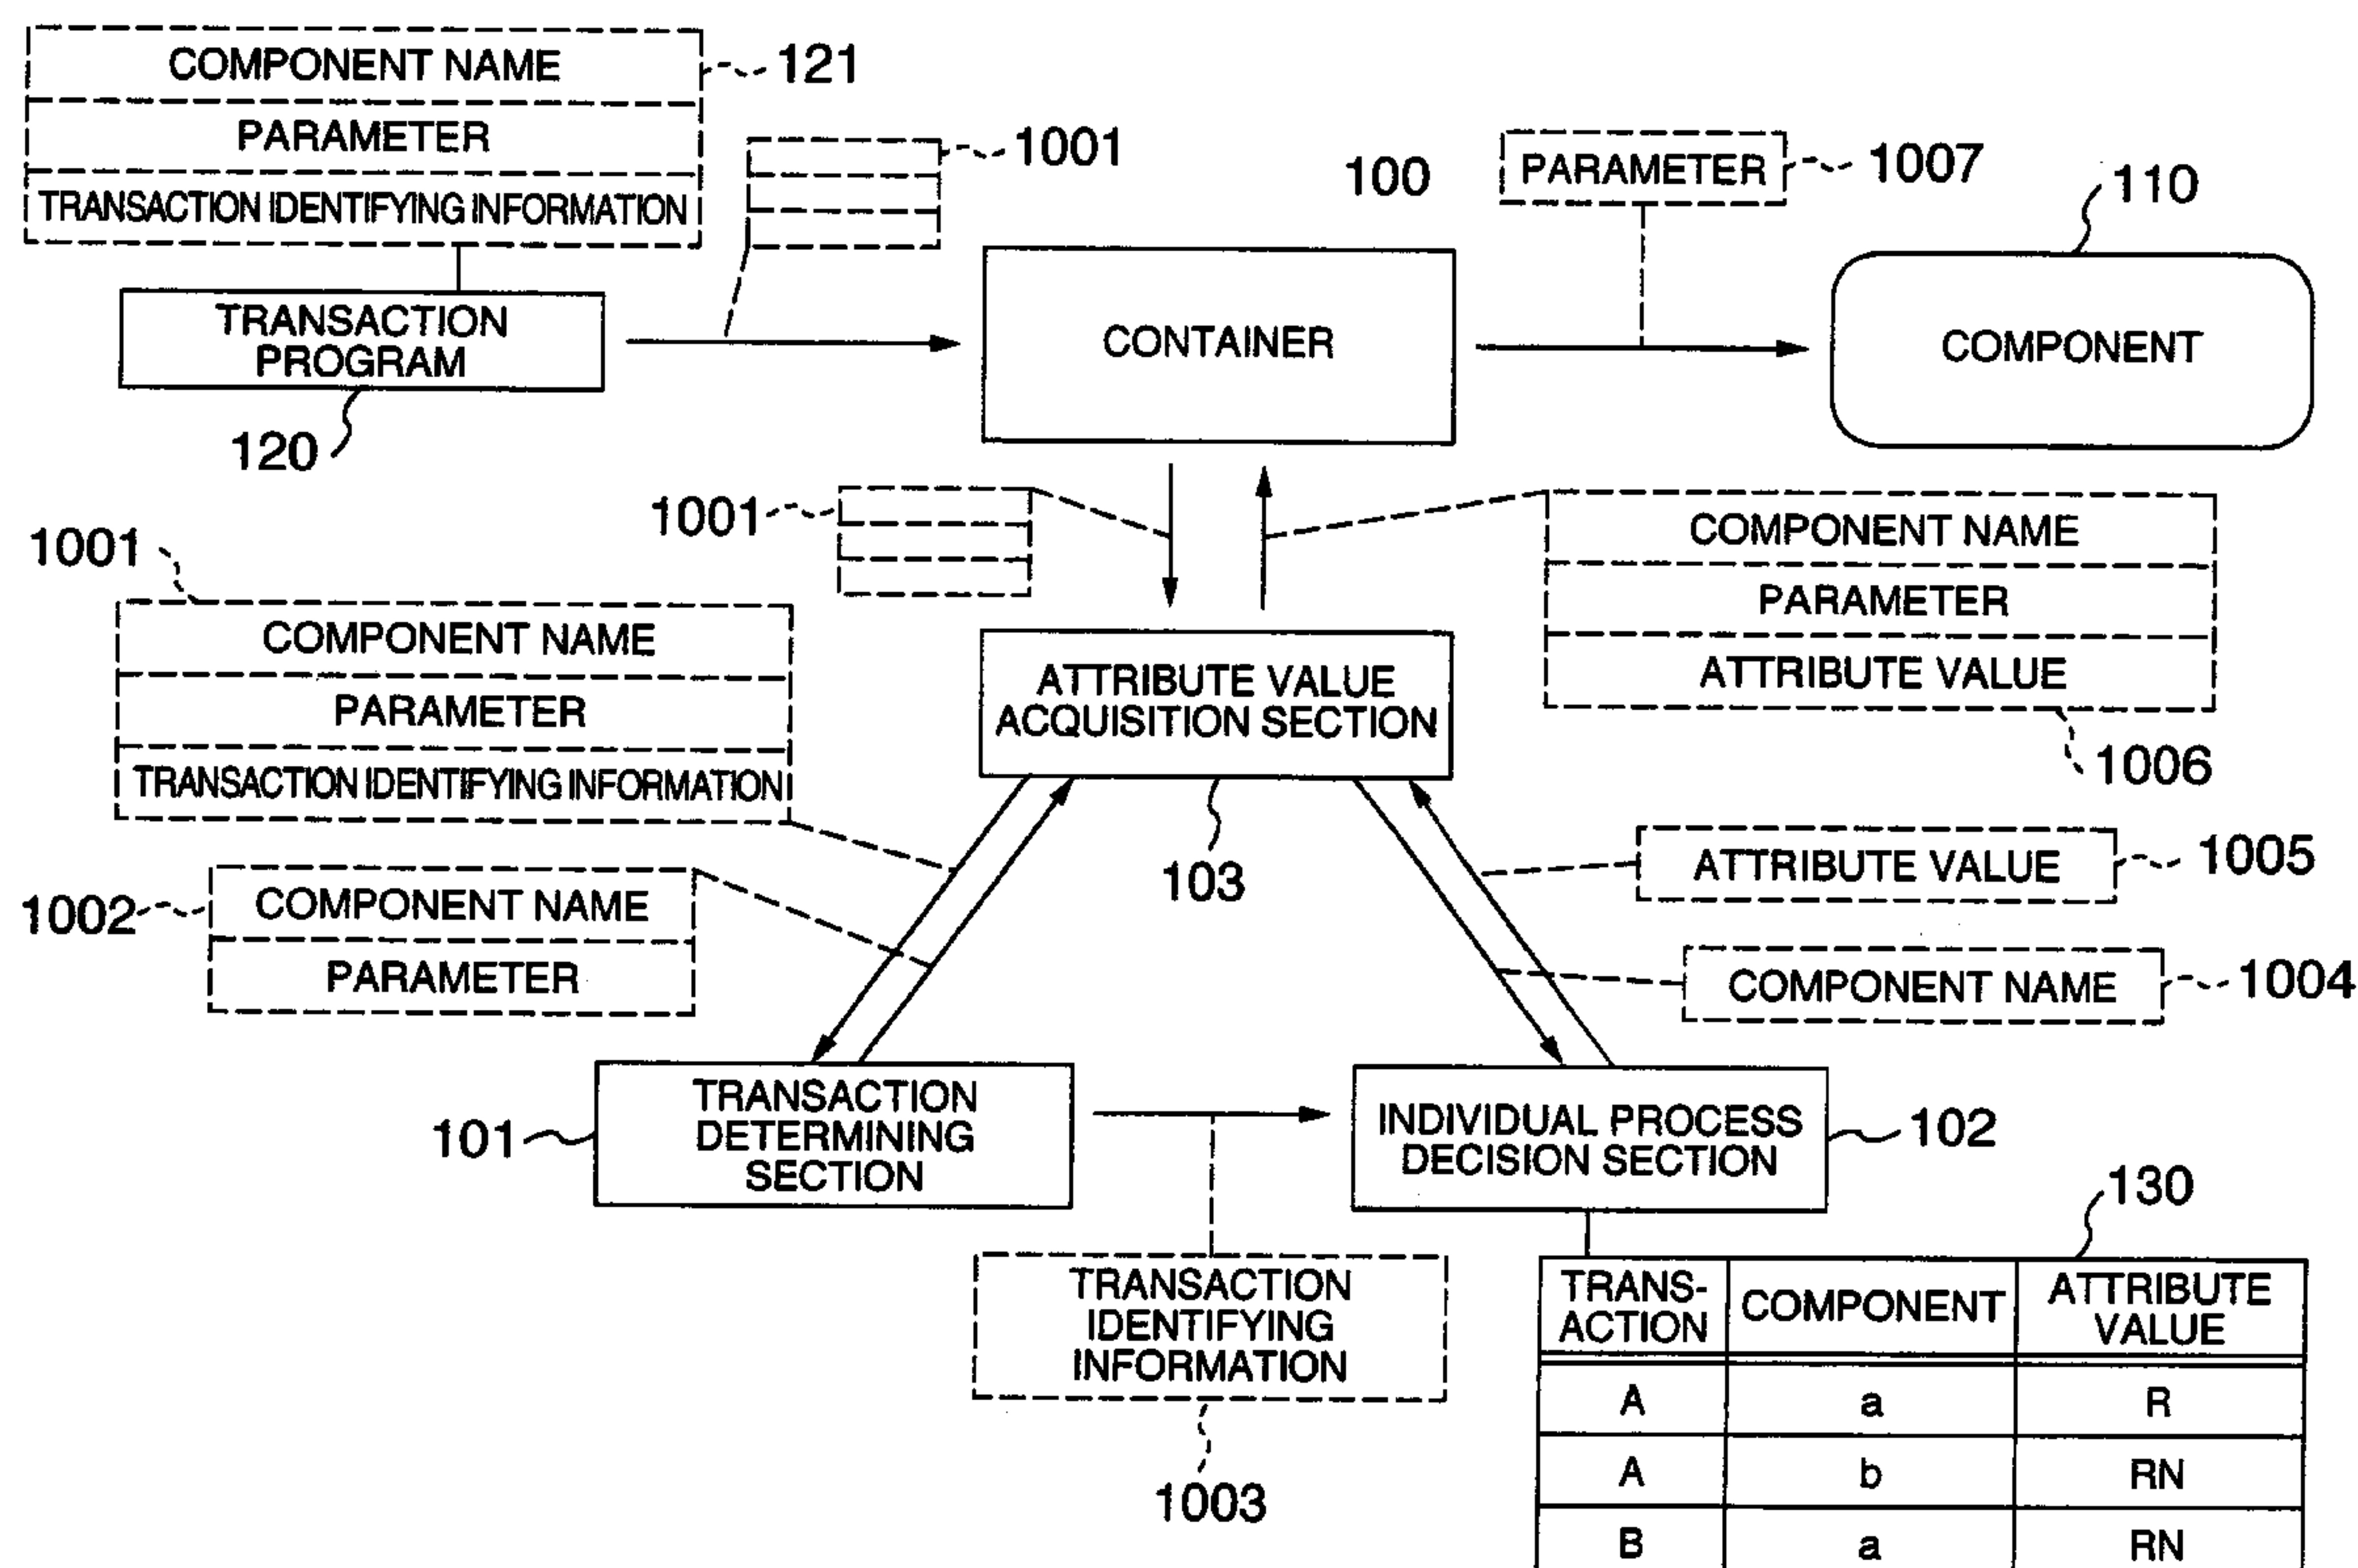 COMPONENT NAME
121
PARAMETER
TRANSACTION IDENTIFYING INFORMATION
1001
100
PARAMETER
1007
110
TRANSACTION
PROGRAM
120
CONTAINER
COMPONENT
1001
1001
COMPONENT NAME
PARAMETER
TRANSACTION IDENTIFYING INFORMATION
COMPONENT NAME
PARAMETER
ATTRIBUTE VALUE
1006
ATTRIBUTE VALUE
ACQUISITION SECTION
103
1002
COMPONENT NAME
PARAMETER
ATTRIBUTE VALUE
1005
COMPONENT NAME
1004
101
TRANSACTION
DETERMINING
SECTION
INDIVIDUAL PROCESS
DECISION SECTION
102
TRANSACTION
IDENTIFYING
INFORMATION
1003
130
TRANS-
ACTION
COMPONENT
ATTRIBUTE
VALUE
A a R
A b RN
B a RN